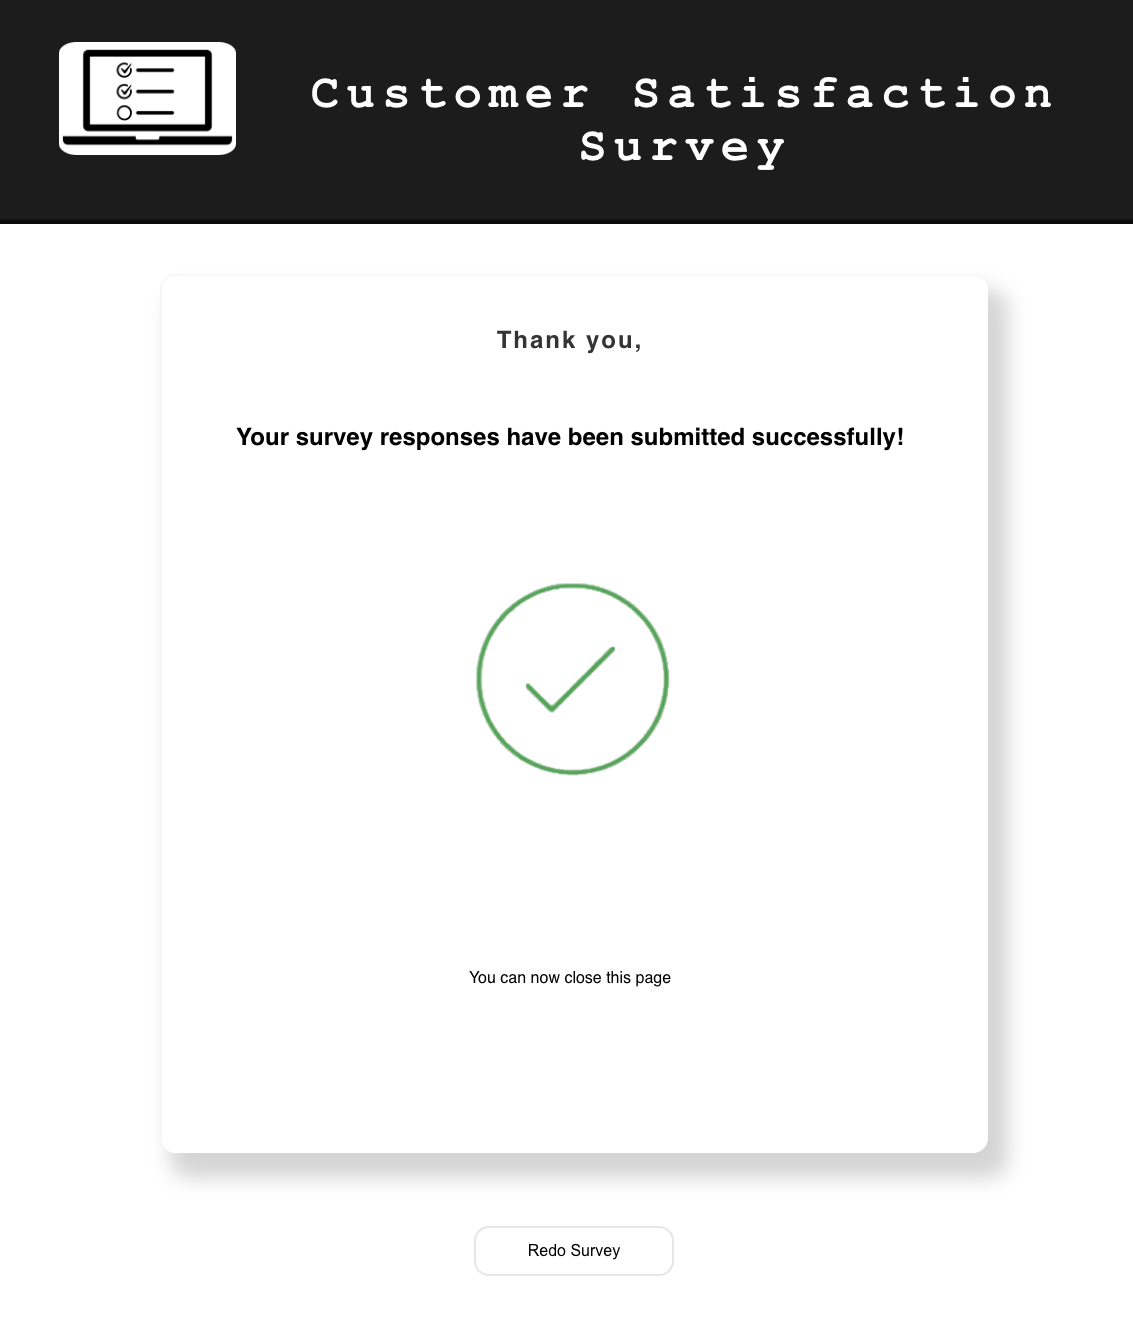 Customer Satisfaction
Survey
Thank you,
Your survey responses have been submitted successfully!
You can now close this page
Redo Survey